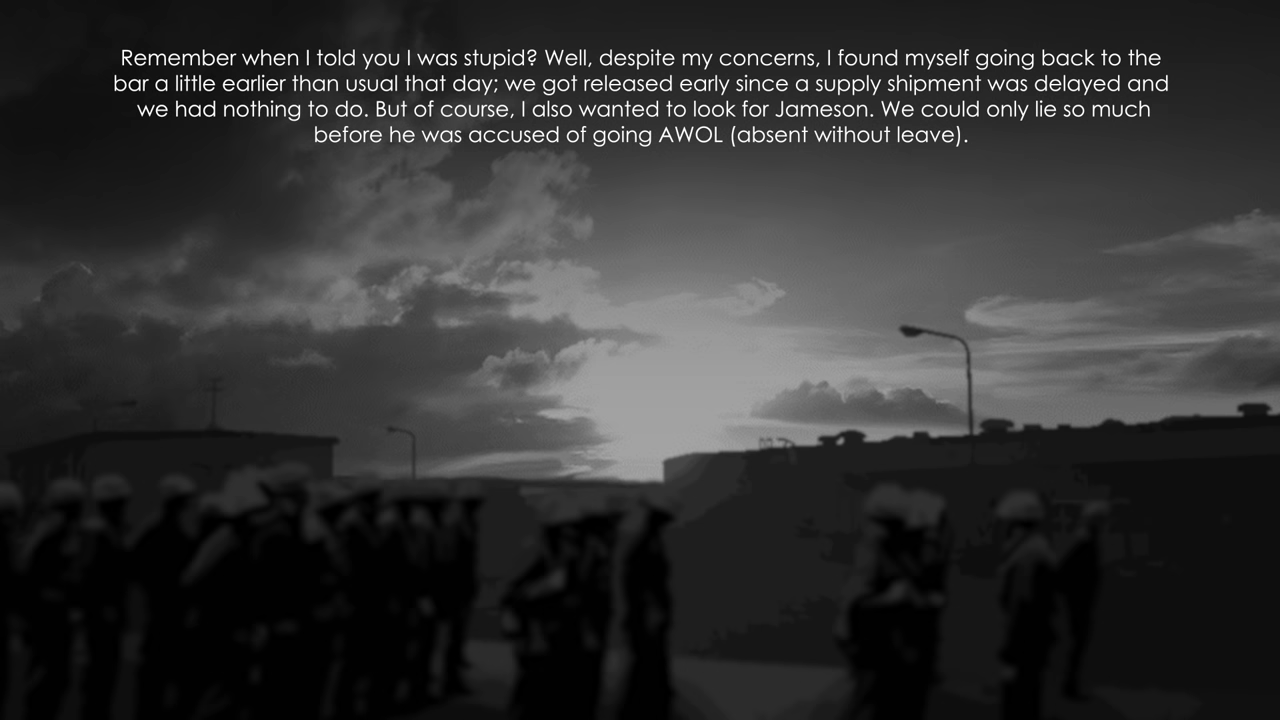 Remember when I told you I was stupid? Well, despite my concerns, I found myself going back to the
bar a little earlier than usual that day; we got released early since a supply shipment was delayed and
we had nothing to do. But of course, I also wanted to look for Jameson. We could only lie so much
before he was accused of going AWOL (absent without leave).